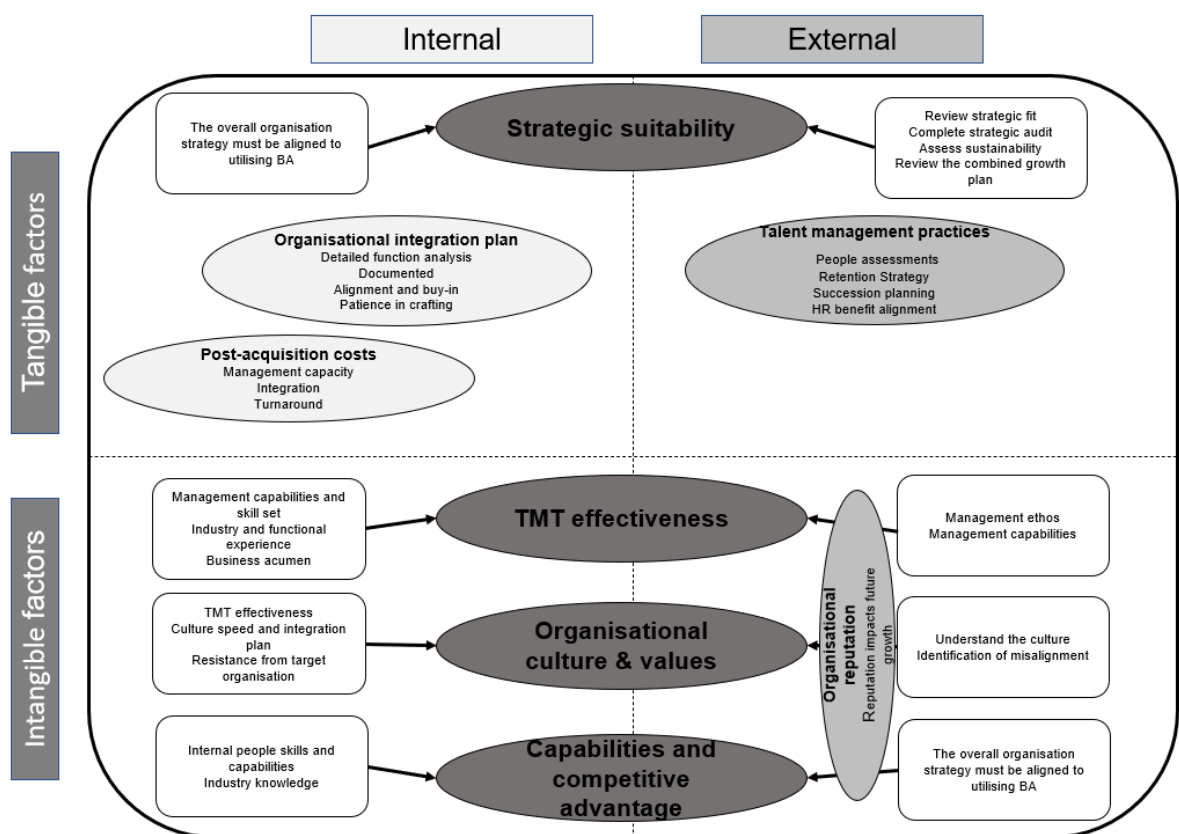 Internal
External
Tangible factors
The overall organisation
strategy must be aligned to
utilising BA
Strategic suitability
Review strategic fit
Complete strategic audit
Assess sustainability
Review the combined growth
plan
Organisational integration plan
Detailed function analysis
Documented
Alignment and buy-in
Patience in crafting
Talent management practices
People assessments
Retention Strategy
Succession planning
HR benefit alignment
Post-acquisition costs
Management capacity
Integration
Turnaround
Intangible factors
Management capabilities and
skill set
Industry and functional
experience
Business acumen
TMT effectiveness
Management ethos
Management capabilities
TMT effectiveness
Culture speed and integration
plan
Resistance from target
organisation
Organisational
culture & values
Organisational
reputation
Reputation impacts future
growth
Understand the culture
Identification of misalignment
Internal people skills and
capabilities
Industry knowledge
Capabilities and
competitive
advantage
The overall organisation
strategy must be aligned to
utilising BA